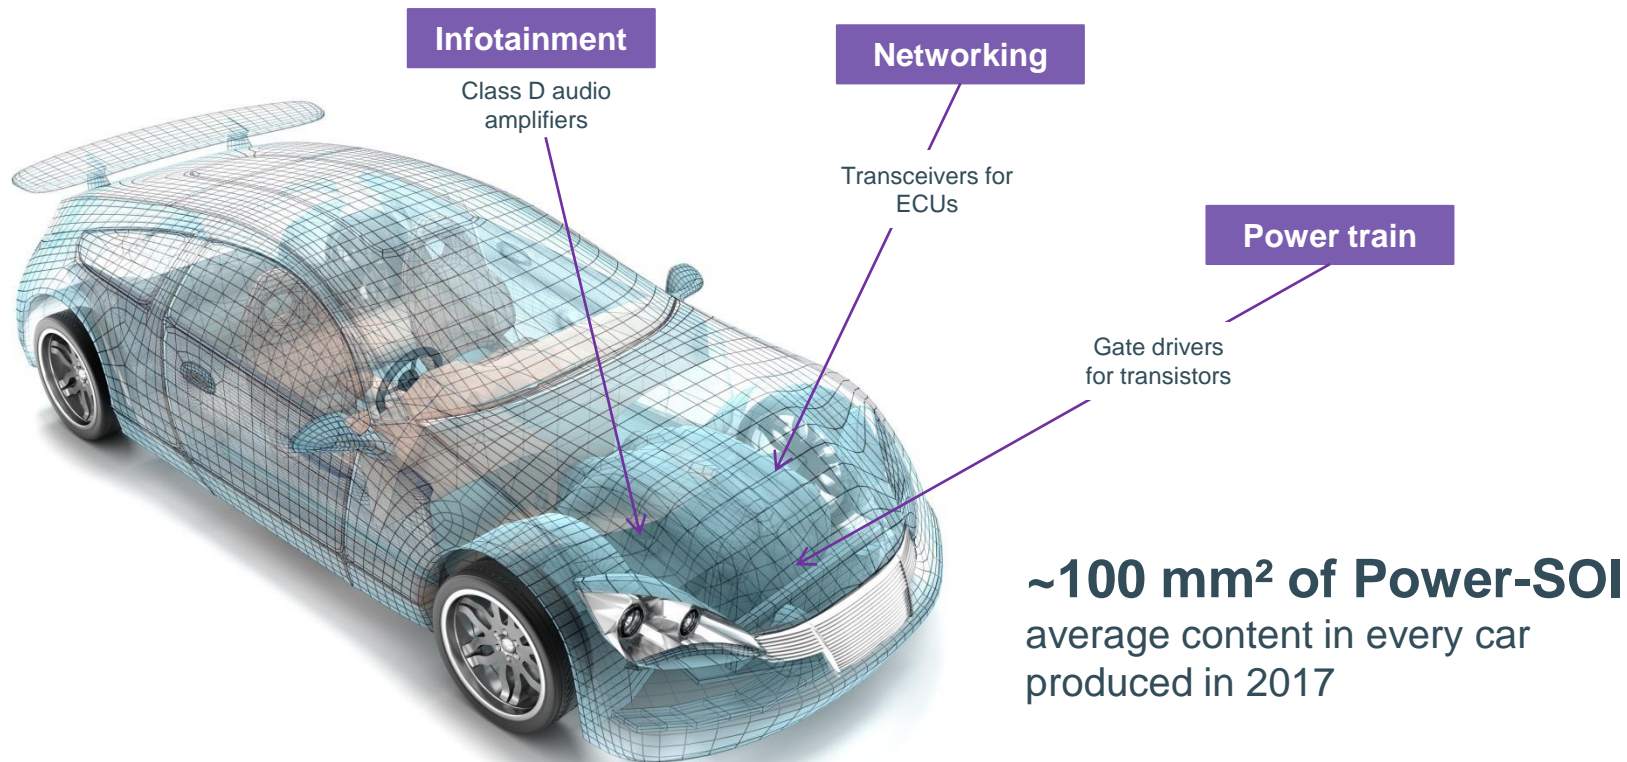 Infotainment
Class D audio
amplifiers
Networking
Transceivers for
ECUs
Power train
Gate drivers
for transistors
~100 mm² of Power-SOI
average content in every car
produced in 2017